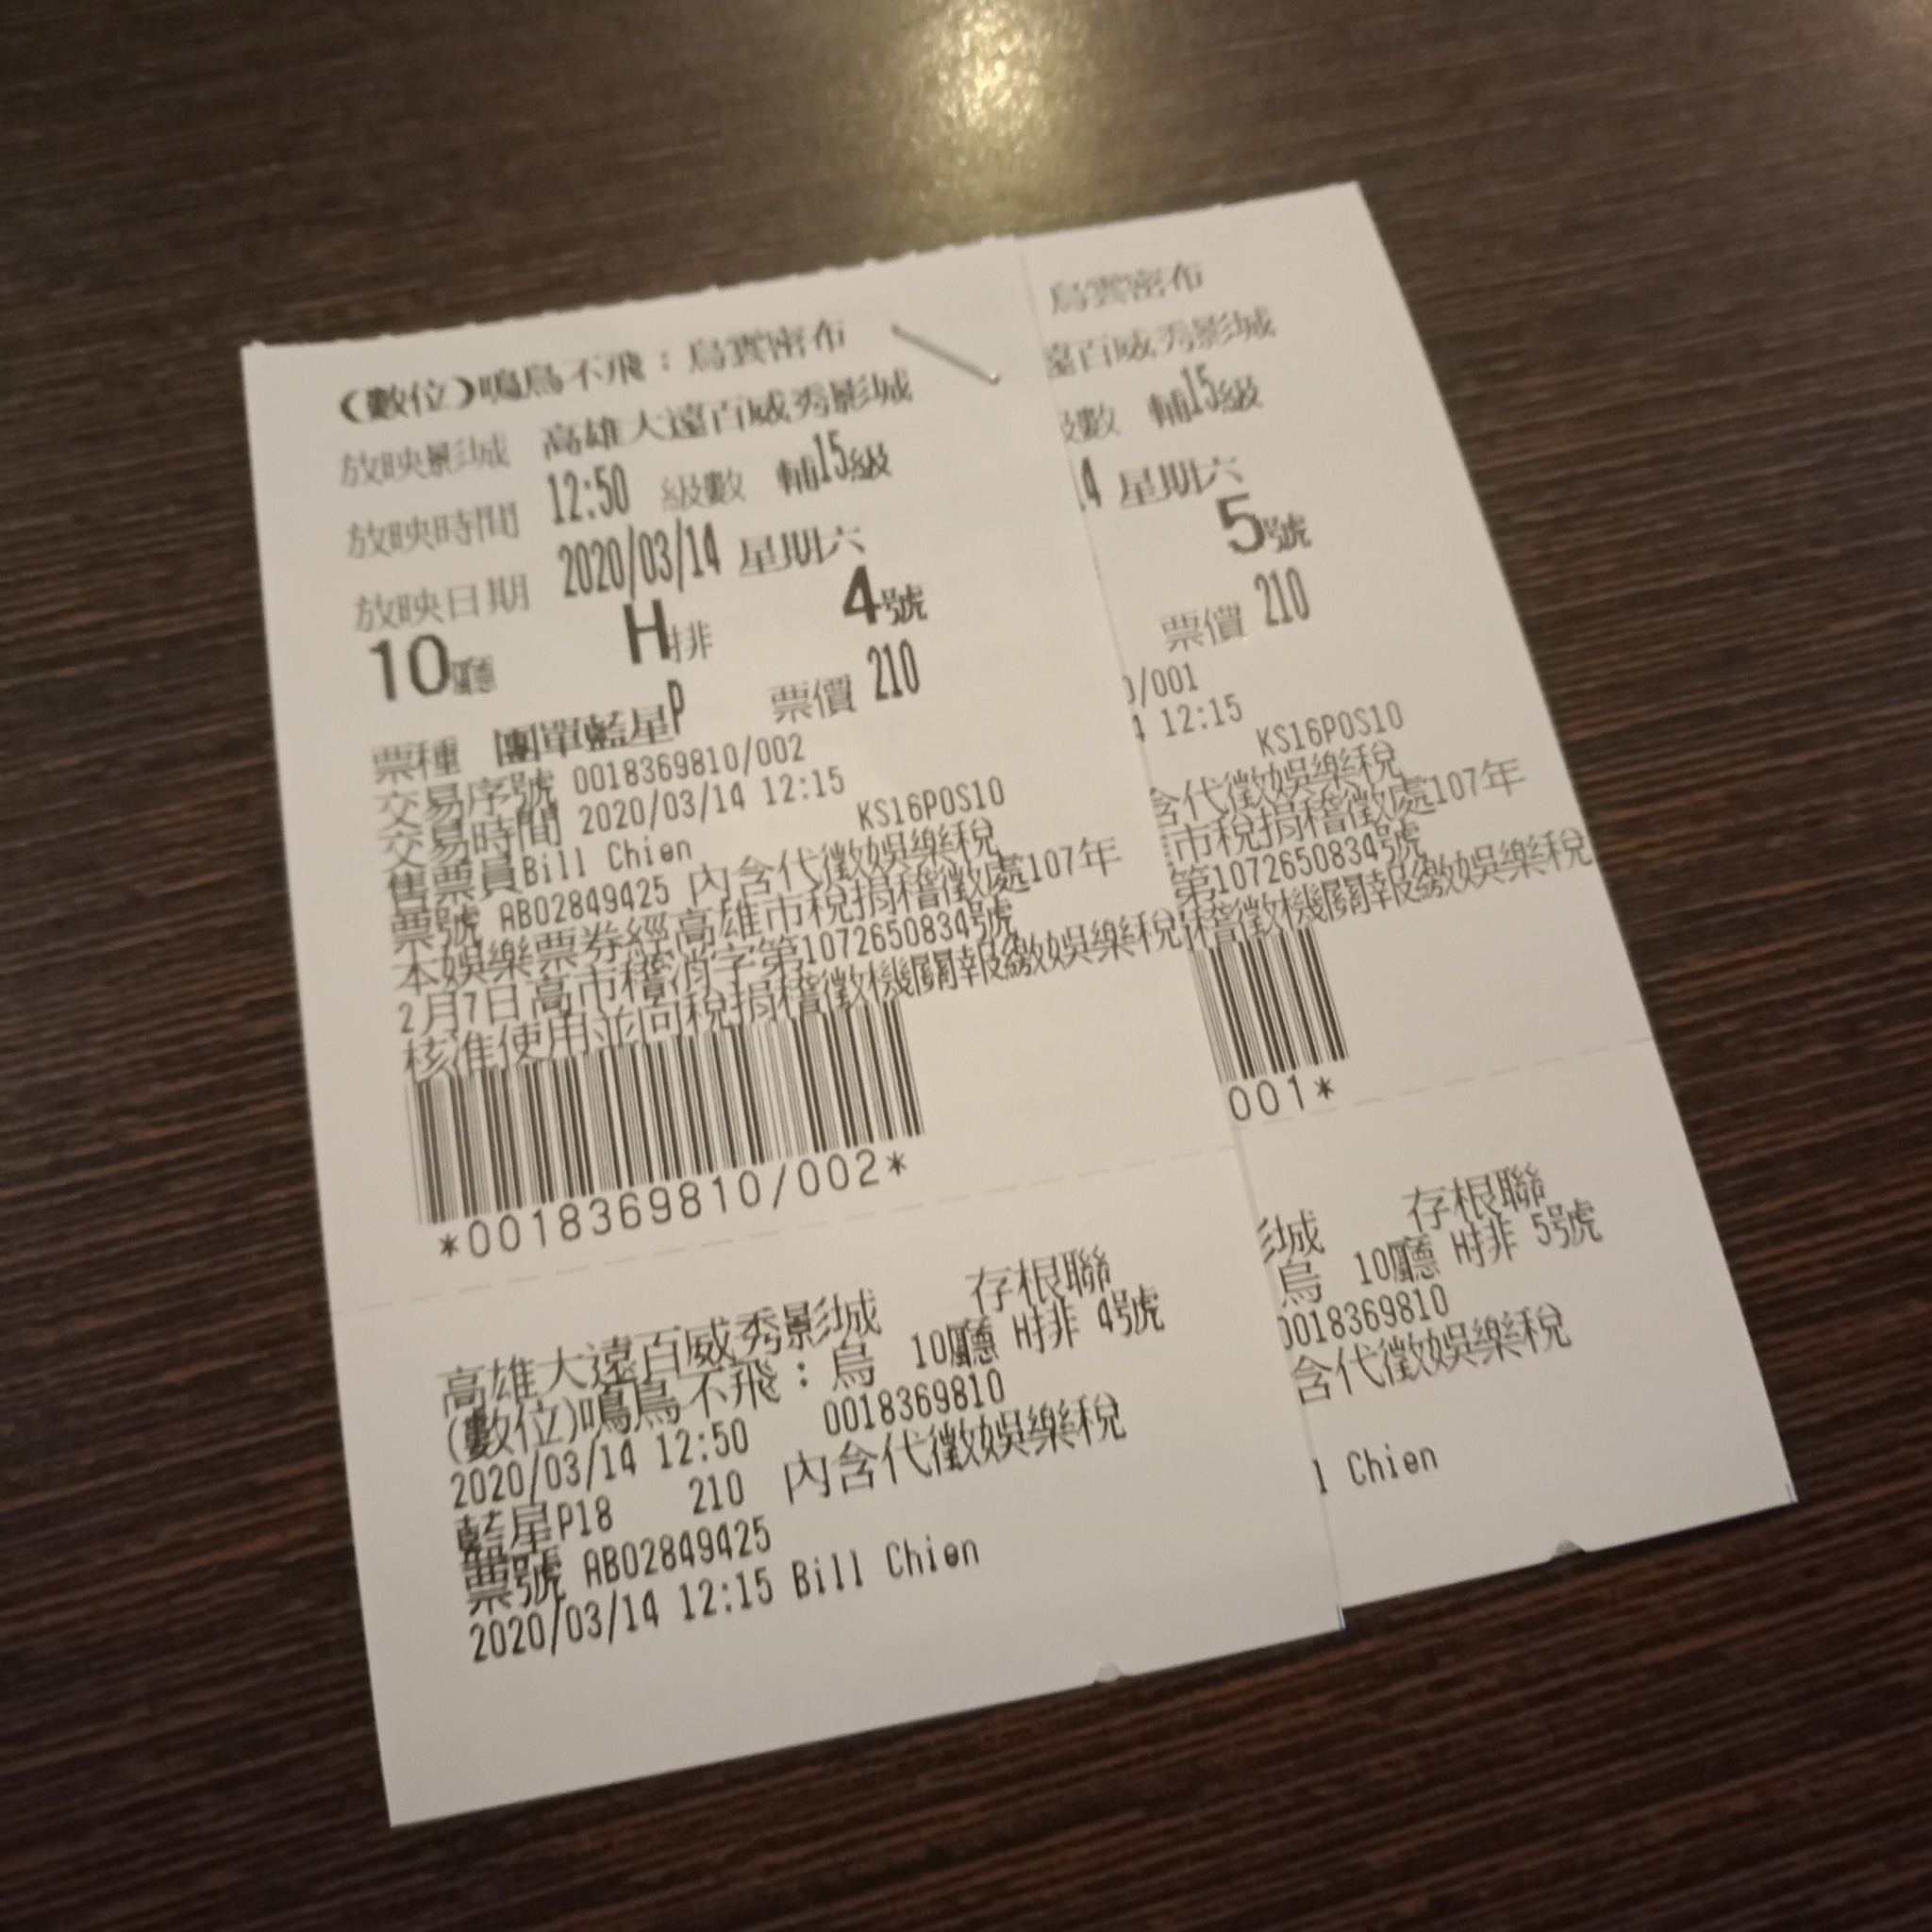 (數位)鳴鳥不飛：烏雲密布
放映影城 高雄大遠百威秀影城
放映時間 12:50 級數 輔15級
放映日期 2020/03/14 星期六
10廳 H排 4號
票種 團單藍星P 票價 210
交易序號 0018369810/002
交易時間 2020/03/14 12:15
售票員Bill Chien KS16POS10
票號 AB02849425 內含代徵娛樂稅
本娛樂票券經高雄市稅捐稽徵處107年
2月7日高市稽消字第1072650834號
核准使用並向稅捐稽徵機關報繳娛樂稅
*0018369810/002*
高雄大遠百威秀影城 存根聯
(數位)鳴鳥不飛：烏 10廳 H排 4號
2020/03/14 12:50 0018369810
藍星P18 210 內含代徵娛樂稅
票號 AB02849425
2020/03/14 12:15 Bill Chien
烏雲密布
遠百威秀影城
級數 輔15級
14 星期六
5號
票價 210
0/001
4 12:15
KS16POS10
含代徵娛樂稅
市稅捐稽徵處107年
第1072650834號
稽徵機關報繳娛樂稅
001*
影城 存根聯
烏 10廳 H排 5號
0018369810
含代徵娛樂稅
l Chien